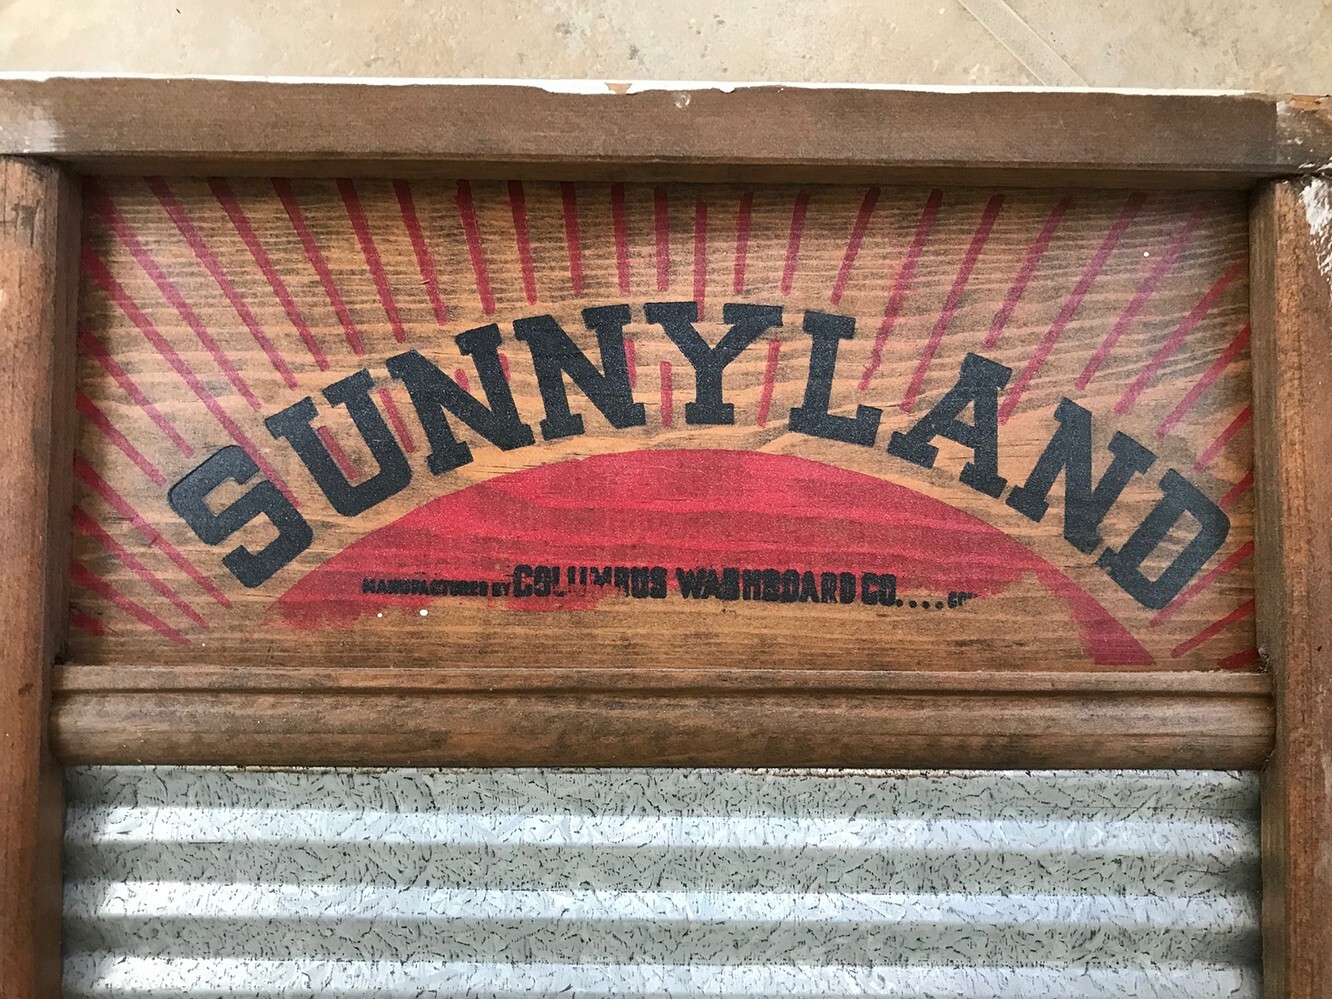 SUNNYLAND
MANUFACTURED BY COLUMBUS WASHBOARD CO....